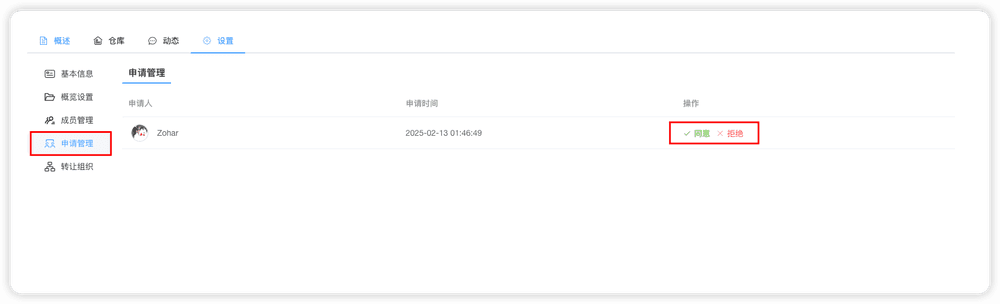 概述 仓库 动态 设置
基本信息
概览设置
成员管理
申请管理
转让组织
申请管理
申请人 申请时间 操作
Zohar 2025-02-13 01:46:49 同意 拒绝